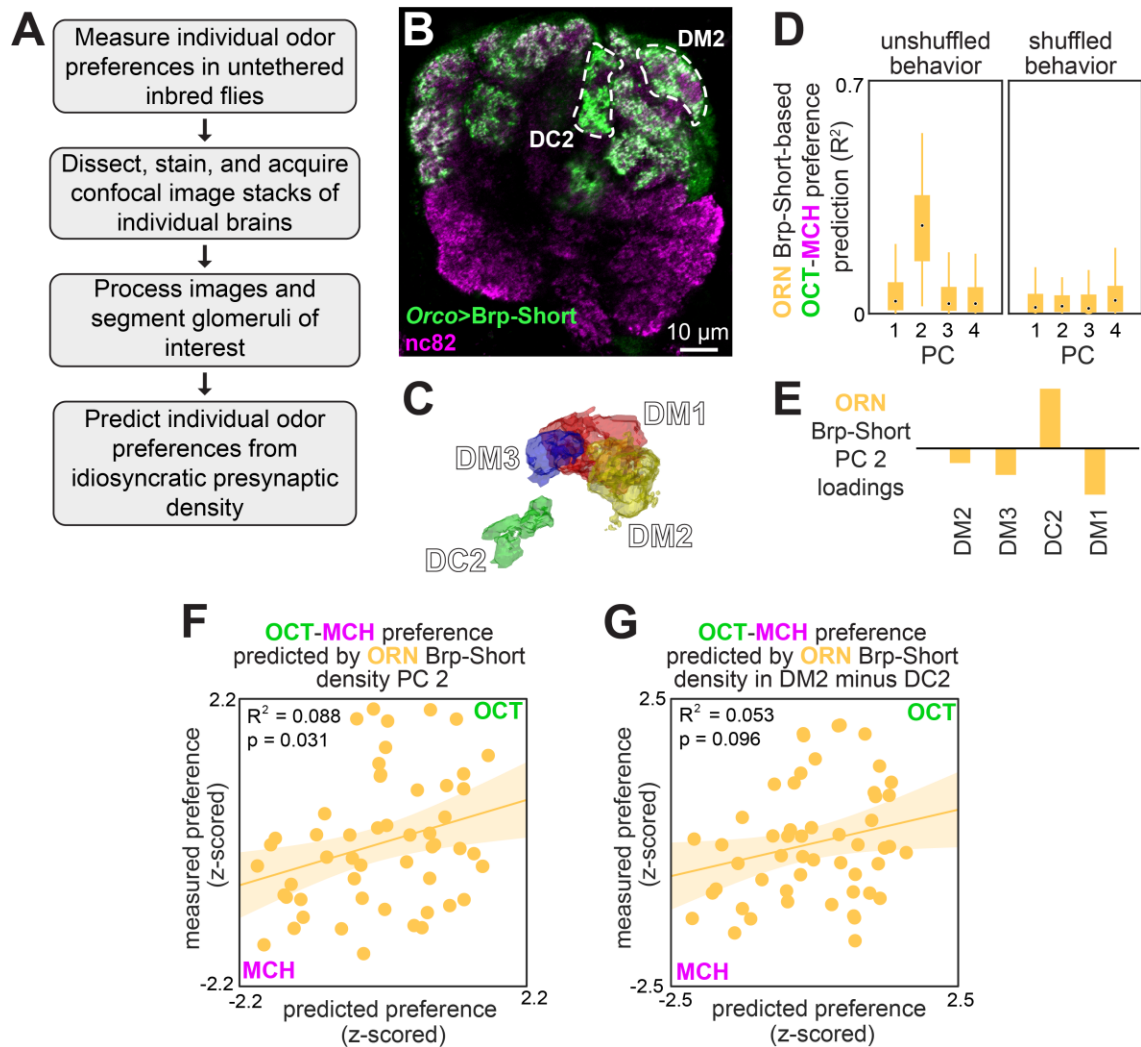 A
Measure individual odor
preferences in untethered
inbred flies
Dissect, stain, and acquire
confocal image stacks of
individual brains
Process images and
segment glomeruli of
interest
Predict individual odor
preferences from
idiosyncratic presynaptic
density
B
DM2
DC2
Orco>Brp-Short
nc82
10 µm
C
DM1
DM3
DM2
DC2
D
unshuffled
behavior
shuffled
behavior
ORN Brp-Short-based
OCT-MCH preference
prediction (R²)
0.7
0
1 2 3 4
PC
1 2 3 4
PC
E
ORN
Brp-Short
PC 2
loadings
DM2
DM3
DC2
DM1
F
OCT-MCH preference
predicted by ORN Brp-Short
density PC 2
2.2
R² = 0.088
p = 0.031
OCT
measured preference
(z-scored)
MCH
-2.2
-2.2
2.2
predicted preference
(z-scored)
G
OCT-MCH preference
predicted by ORN Brp-Short
density in DM2 minus DC2
2.5
R² = 0.053
p = 0.096
OCT
measured preference
(z-scored)
MCH
-2.5
-2.5
2.5
predicted preference
(z-scored)